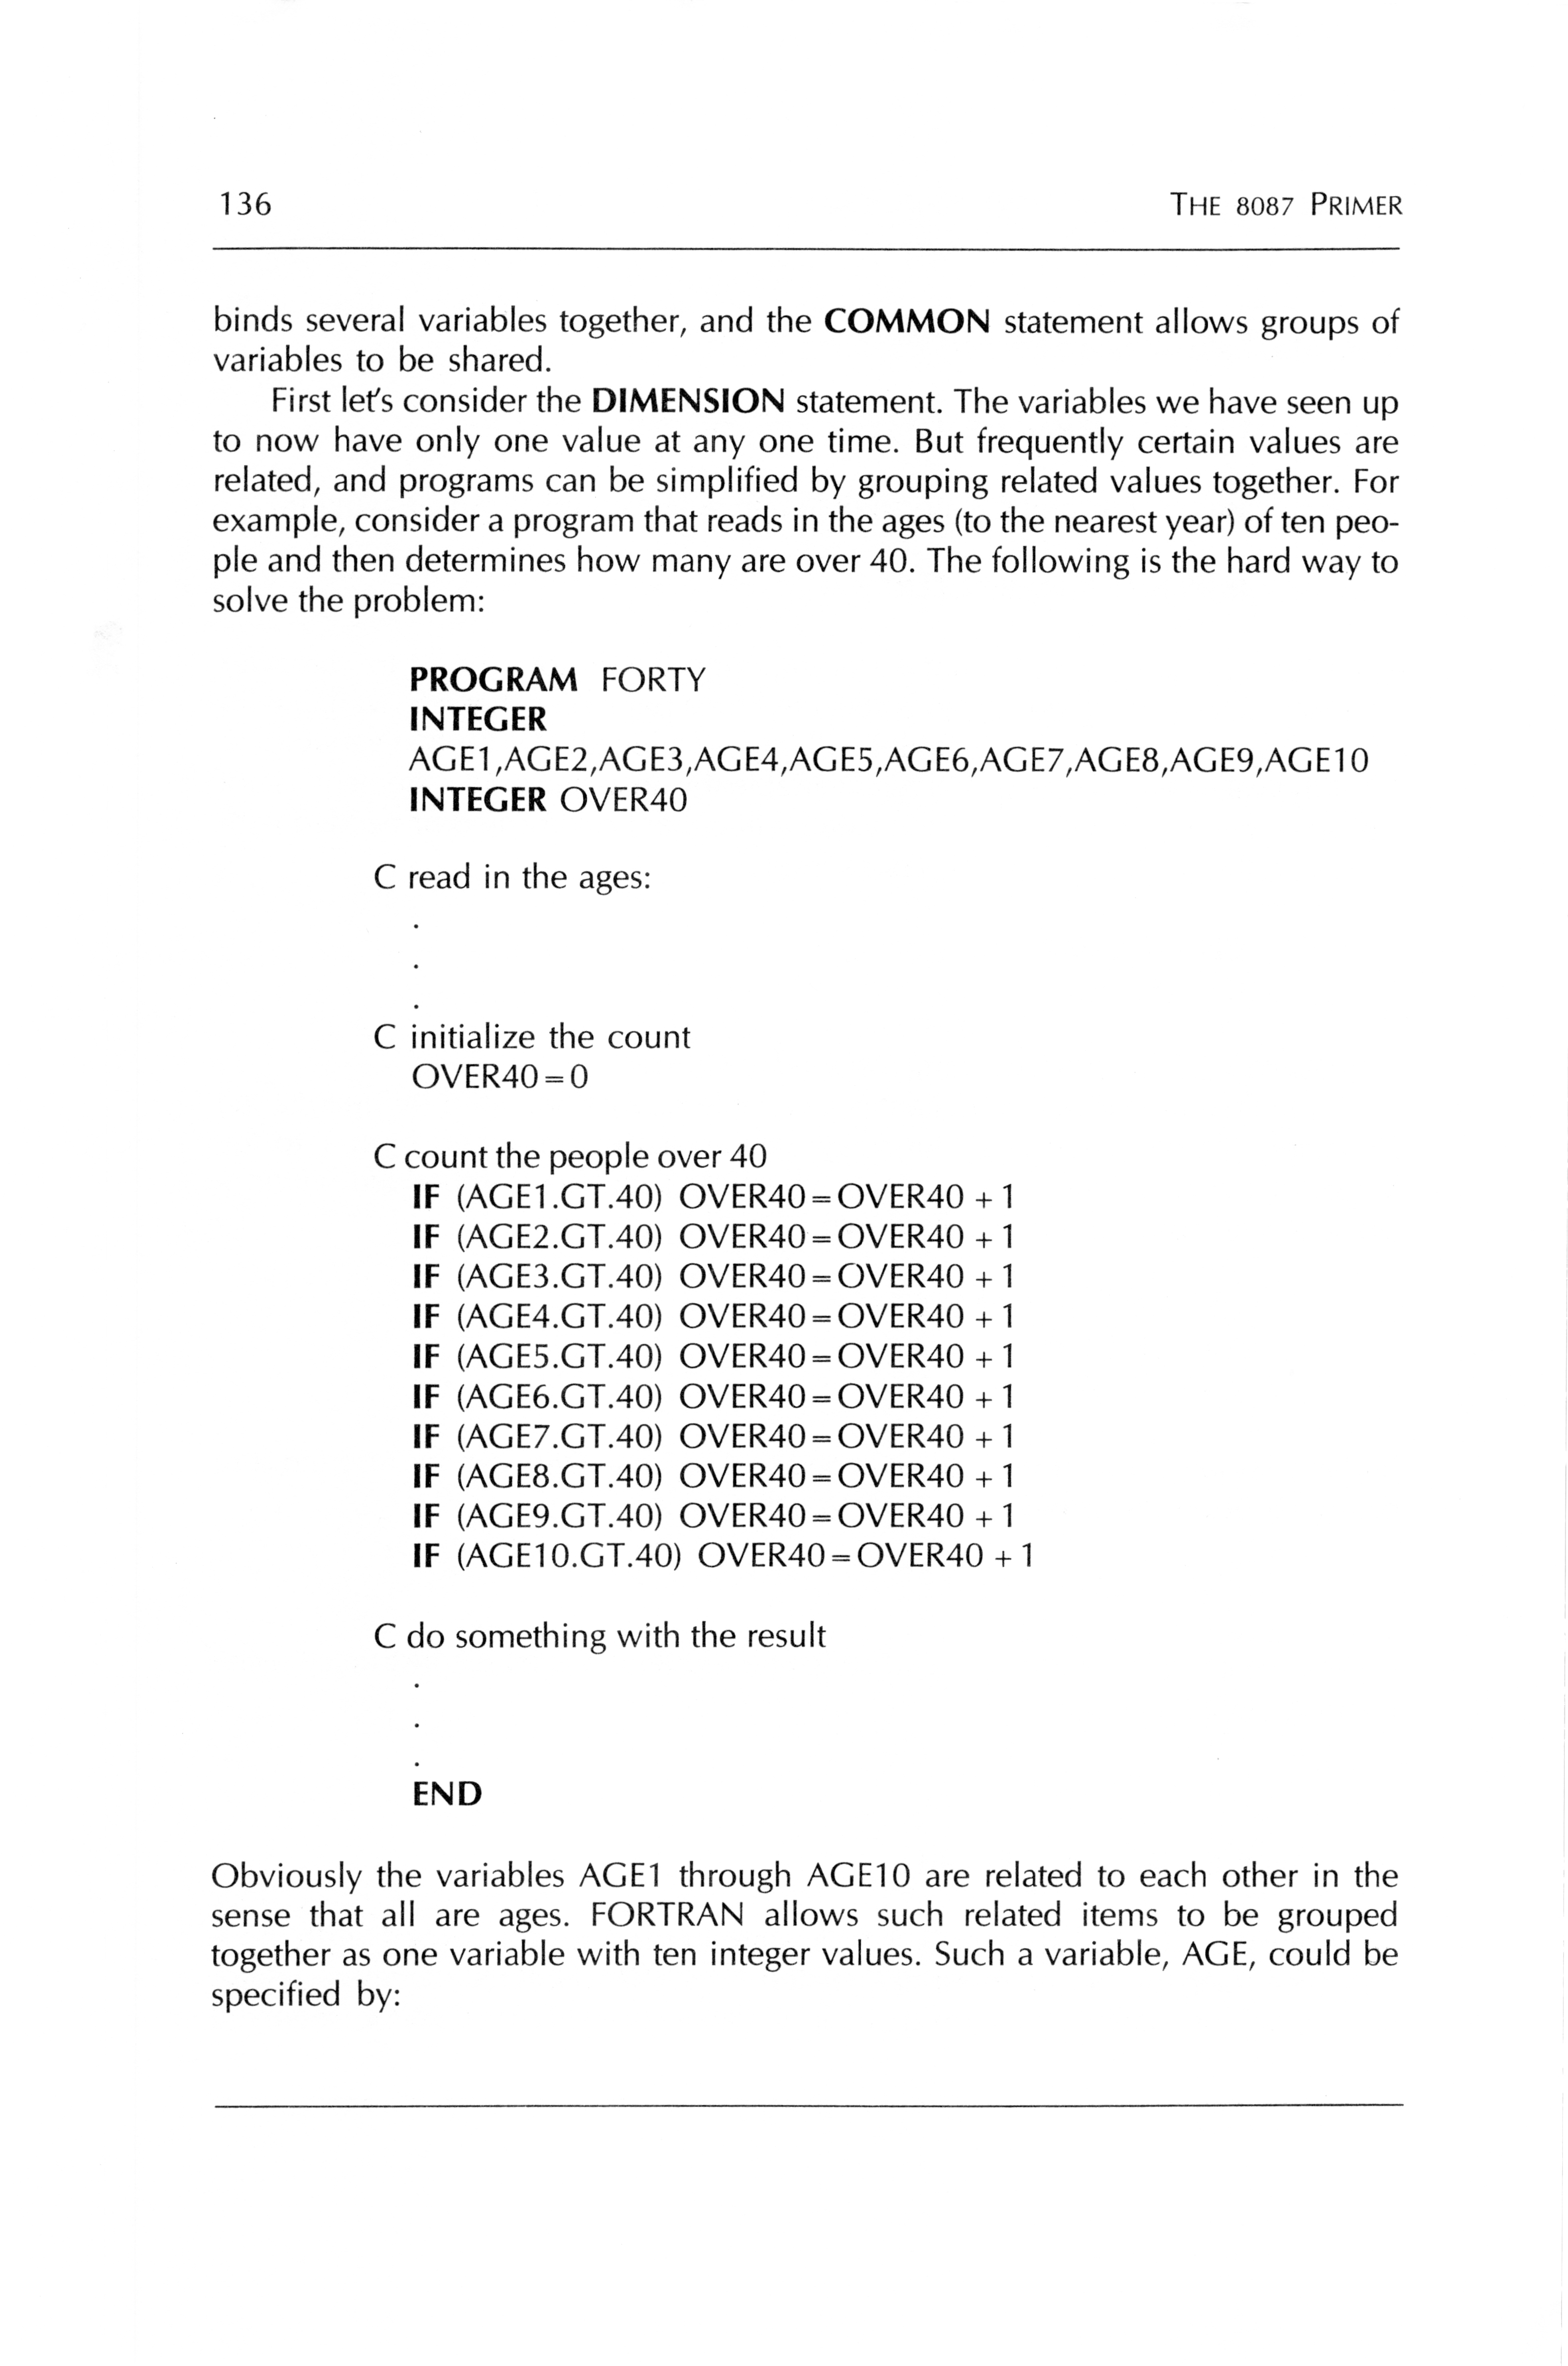 136 THE 8087 PRIMER
binds several variables together, and the COMMON statement allows groups of
variables to be shared.
First let's consider the DIMENSION statement. The variables we have seen up
to now have only one value at any one time. But frequently certain values are
related, and programs can be simplified by grouping related values together. For
example, consider a program that reads in the ages (to the nearest year) of ten peo-
ple and then determines how many are over 40. The following is the hard way to
solve the problem:
PROGRAM FORTY
INTEGER
AGE1,AGE2,AGE3,AGE4,AGE5,AGE6,AGE7,AGE8,AGE9,AGE10
INTEGER OVER40
C read in the ages:
.
.
.
C initialize the count
OVER40=0
C count the people over 40
IF (AGE1.GT.40) OVER40=OVER40 +1
IF (AGE2.GT.40) OVER40=OVER40 +1
IF (AGE3.GT.40) OVER40=OVER40 +1
IF (AGE4.GT.40) OVER40=OVER40 +1
IF (AGE5.GT.40) OVER40=OVER40 +1
IF (AGE6.GT.40) OVER40=OVER40 +1
IF (AGE7.GT.40) OVER40=OVER40 +1
IF (AGE8.GT.40) OVER40=OVER40 +1
IF (AGE9.GT.40) OVER40=OVER40 +1
IF (AGE10.GT.40) OVER40=OVER40 +1
C do something with the result
.
.
.
END
Obviously the variables AGE1 through AGE10 are related to each other in the
sense that all are ages. FORTRAN allows such related items to be grouped
together as one variable with ten integer values. Such a variable, AGE, could be
specified by: